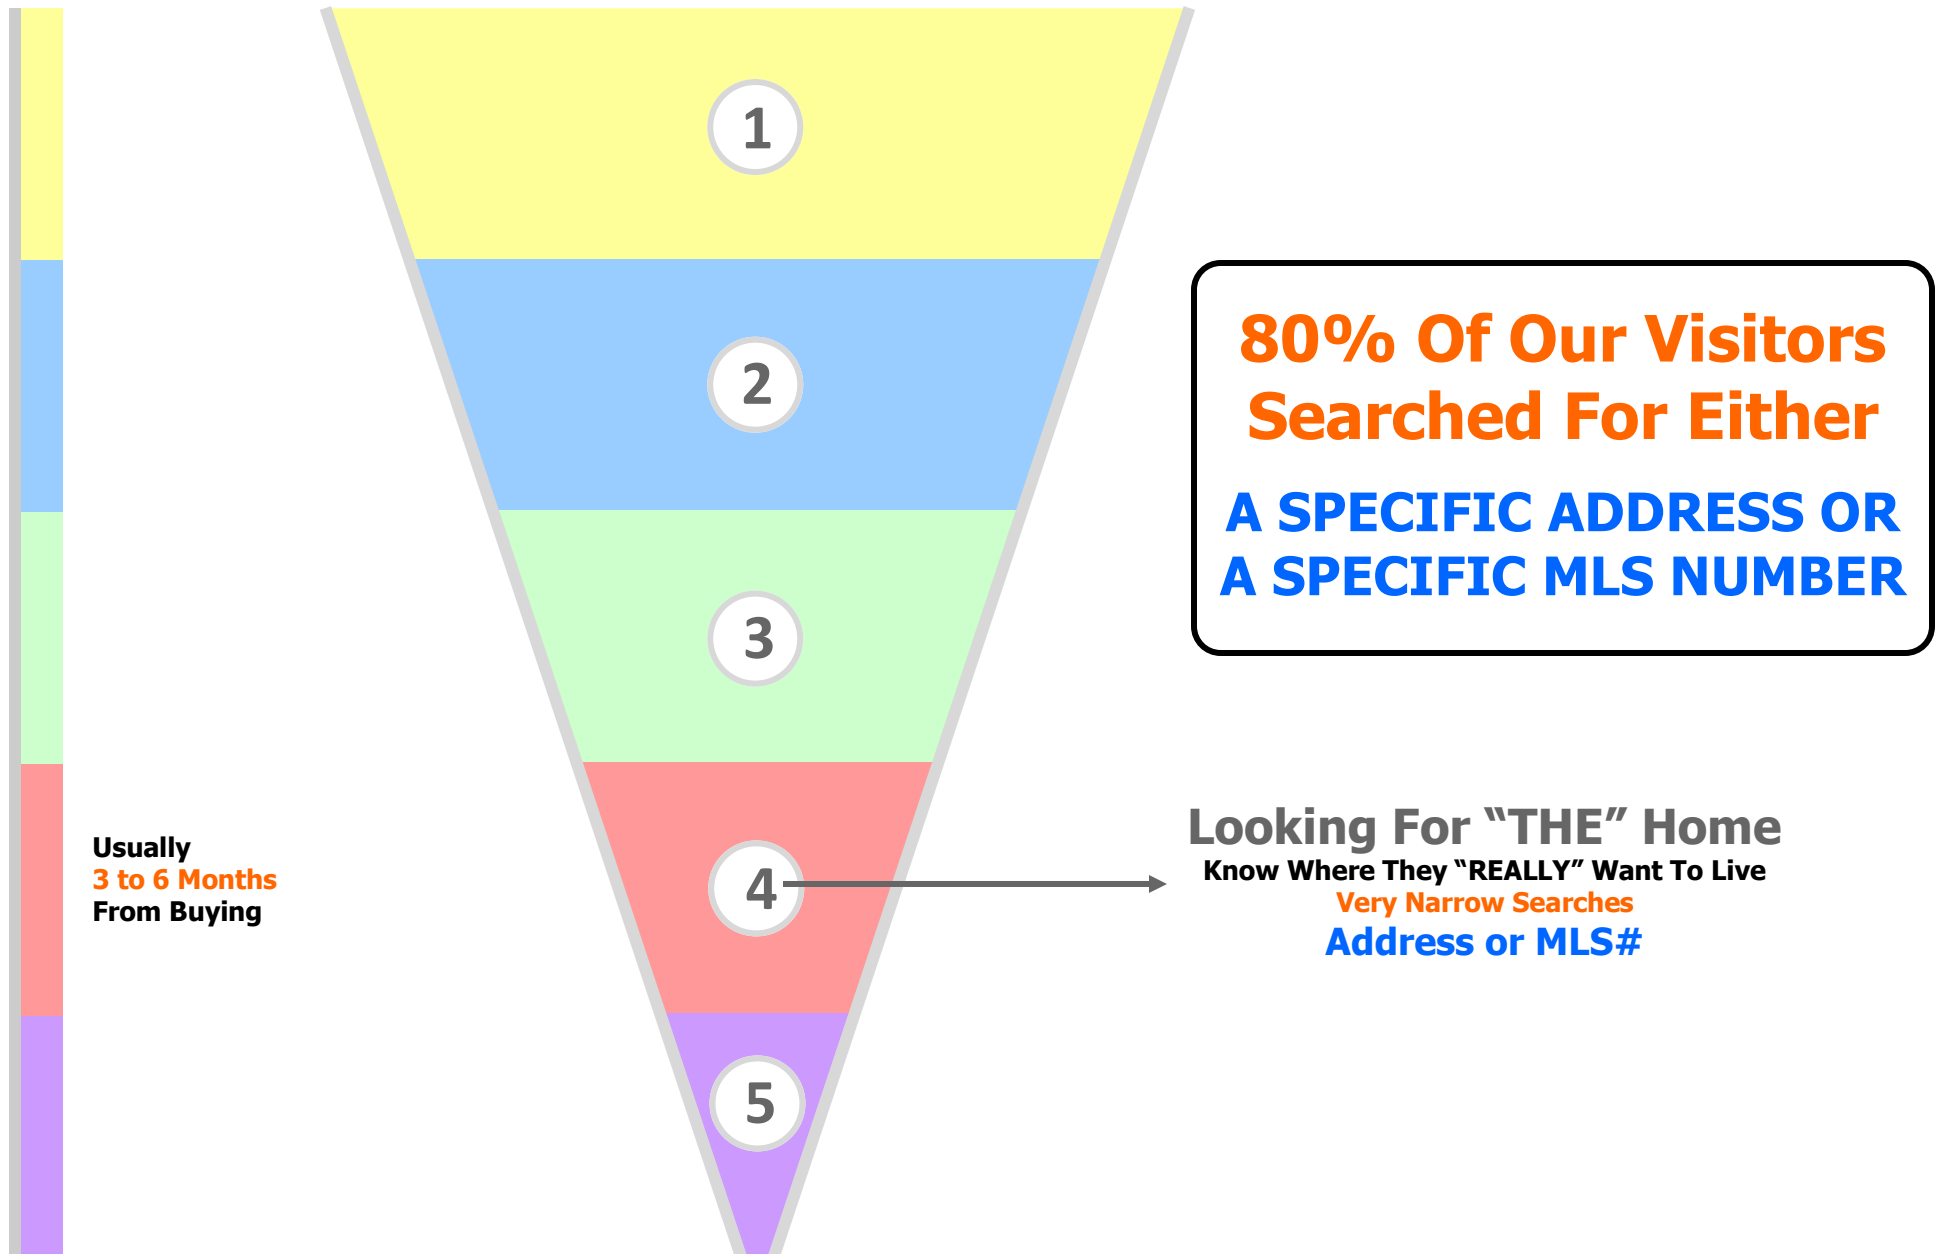 1
2
80% Of Our Visitors
Searched For Either
A SPECIFIC ADDRESS OR
A SPECIFIC MLS NUMBER
3
Usually
3 to 6 Months
From Buying
4
Looking For “THE” Home
Know Where They “REALLY” Want To Live
Very Narrow Searches
Address or MLS#
5